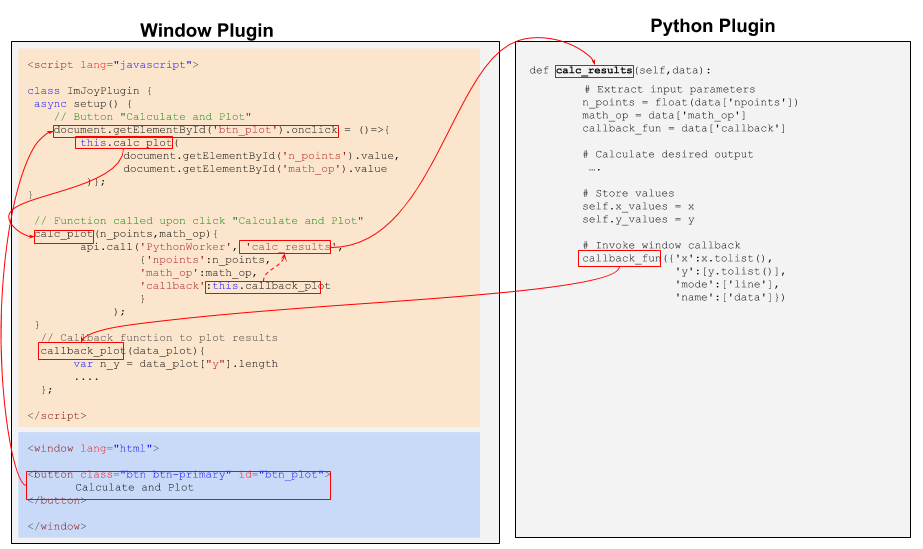 Window Plugin
<script lang="javascript">
class ImJoyPlugin {
async setup() {
// Button "Calculate and Plot"
document.getElementById('btn_plot').onclick = ()=>{
this.calc_plot(
document.getElementById('n_points').value,
document.getElementById('math_op').value
)};
}
// Function called upon click "Calculate and Plot"
calc_plot(n_points,math_op){
api.call('PythonWorker', 'calc_results',
{'npoints':n_points,
'math_op':math_op,
'callback':this.callback_plot
}
);
}
// Callback function to plot results
callback_plot(data_plot){
var n_y = data_plot["y"].length
....
};
</script>
<window lang="html">
<button class="btn btn-primary" id="btn_plot">
Calculate and Plot
</button>
</window>
Python Plugin
def calc_results(self,data):
# Extract input parameters
n_points = float(data['npoints'])
math_op = data['math_op']
callback_fun = data['callback']
# Calculate desired output
….
# Store values
self.x_values = x
self.y_values = y
# Invoke window callback
callback_fun({'x':x.tolist(),
'y':[y.tolist()],
'mode':['line'],
'name':['data']})